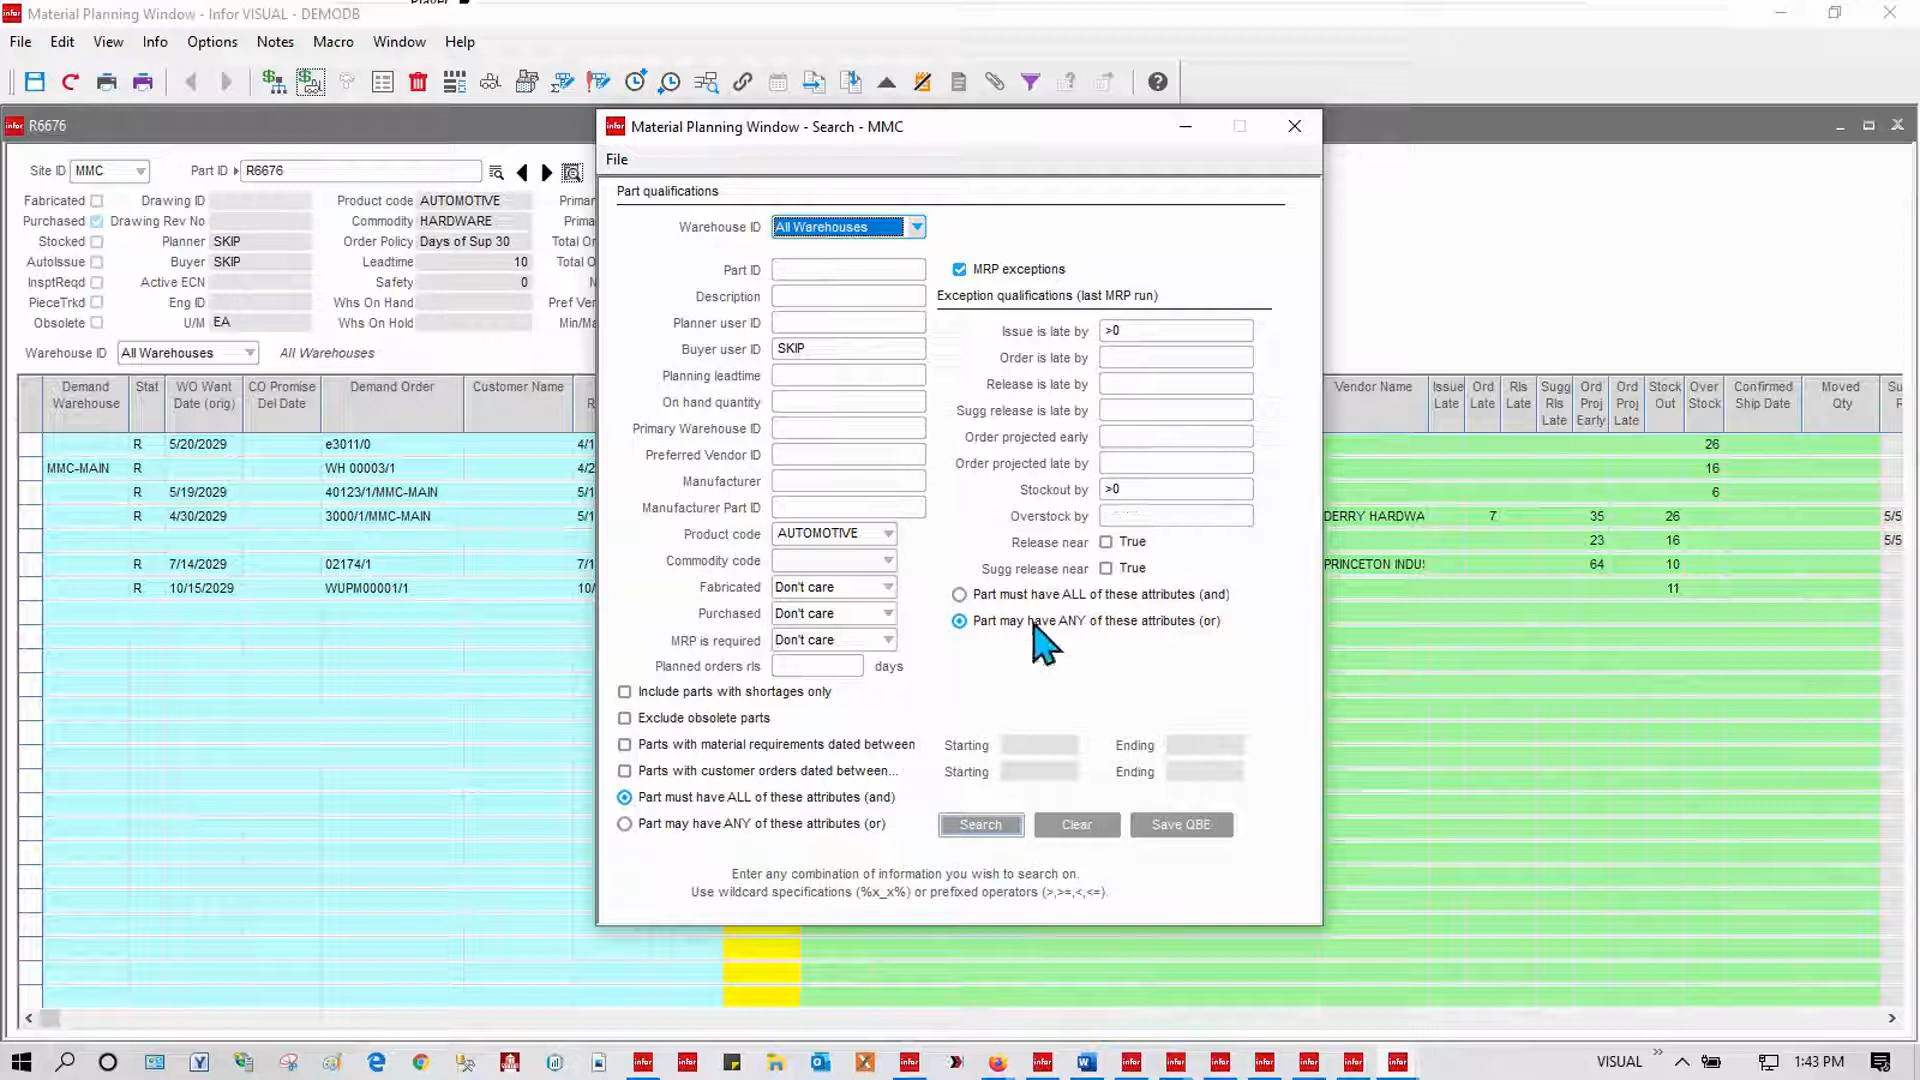 Material Planning Window - Infor VISUAL - DEMODB
File Edit View Info Options Notes Macro Window Help
infor R6676
Site ID MMC Part ID R6676
Fabricated Drawing ID Product code AUTOMOTIVE
Purchased Drawing Rev No Commodity HARDWARE
Stocked Planner SKIP Order Policy Days of Sup 30
AutoIssue Buyer SKIP Leadtime 10
InsptReqd Active ECN Safety 0
PieceTrkd Eng ID Whs On Hand
Obsolete U/M EA Whs On Hold
Warehouse ID All Warehouses All Warehouses
Demand Warehouse Stat WO Want Date (orig) CO Promise Del Date Demand Order Customer Name
R 5/20/2029 e3011/0 4/1
MMC-MAIN R WH 00003/1 4/2
R 5/19/2029 40123/1/MMC-MAIN 5/1
R 4/30/2029 3000/1/MMC-MAIN 5/1
R 7/14/2029 02174/1 7/1
R 10/15/2029 WUPM00001/1 10/
infor Material Planning Window - Search - MMC
File
Part qualifications
Warehouse ID All Warehouses
Part ID
Description
Planner user ID
Buyer user ID SKIP
Planning leadtime
On hand quantity
Primary Warehouse ID
Preferred Vendor ID
Manufacturer
Manufacturer Part ID
Product code AUTOMOTIVE
Commodity code
Fabricated Don't care
Purchased Don't care
MRP is required Don't care
Planned orders rls days
Include parts with shortages only
Exclude obsolete parts
Parts with material requirements dated between Starting Ending
Parts with customer orders dated between... Starting Ending
Part must have ALL of these attributes (and)
Part may have ANY of these attributes (or)
MRP exceptions
Exception qualifications (last MRP run)
Issue is late by >0
Order is late by
Release is late by
Sugg release is late by
Order projected early
Order projected late by
Stockout by >0
Overstock by
Release near True
Sugg release near True
Part must have ALL of these attributes (and)
Part may have ANY of these attributes (or)
Search Clear Save QBE
Enter any combination of information you wish to search on.
Use wildcard specifications (%x_x%) or prefixed operators (>,>=,<,<=).
Vendor Name Issue Late Ord Late Rls Late Sugg Rls Late Ord Proj Early Ord Proj Late Stock Out Over Stock Confirmed Ship Date Moved Qty
26
16
6
DERRY HARDWA 7 35 26 5/5
23 16 5/5
PRINCETON INDU 64 10
11
VISUAL 1:43 PM